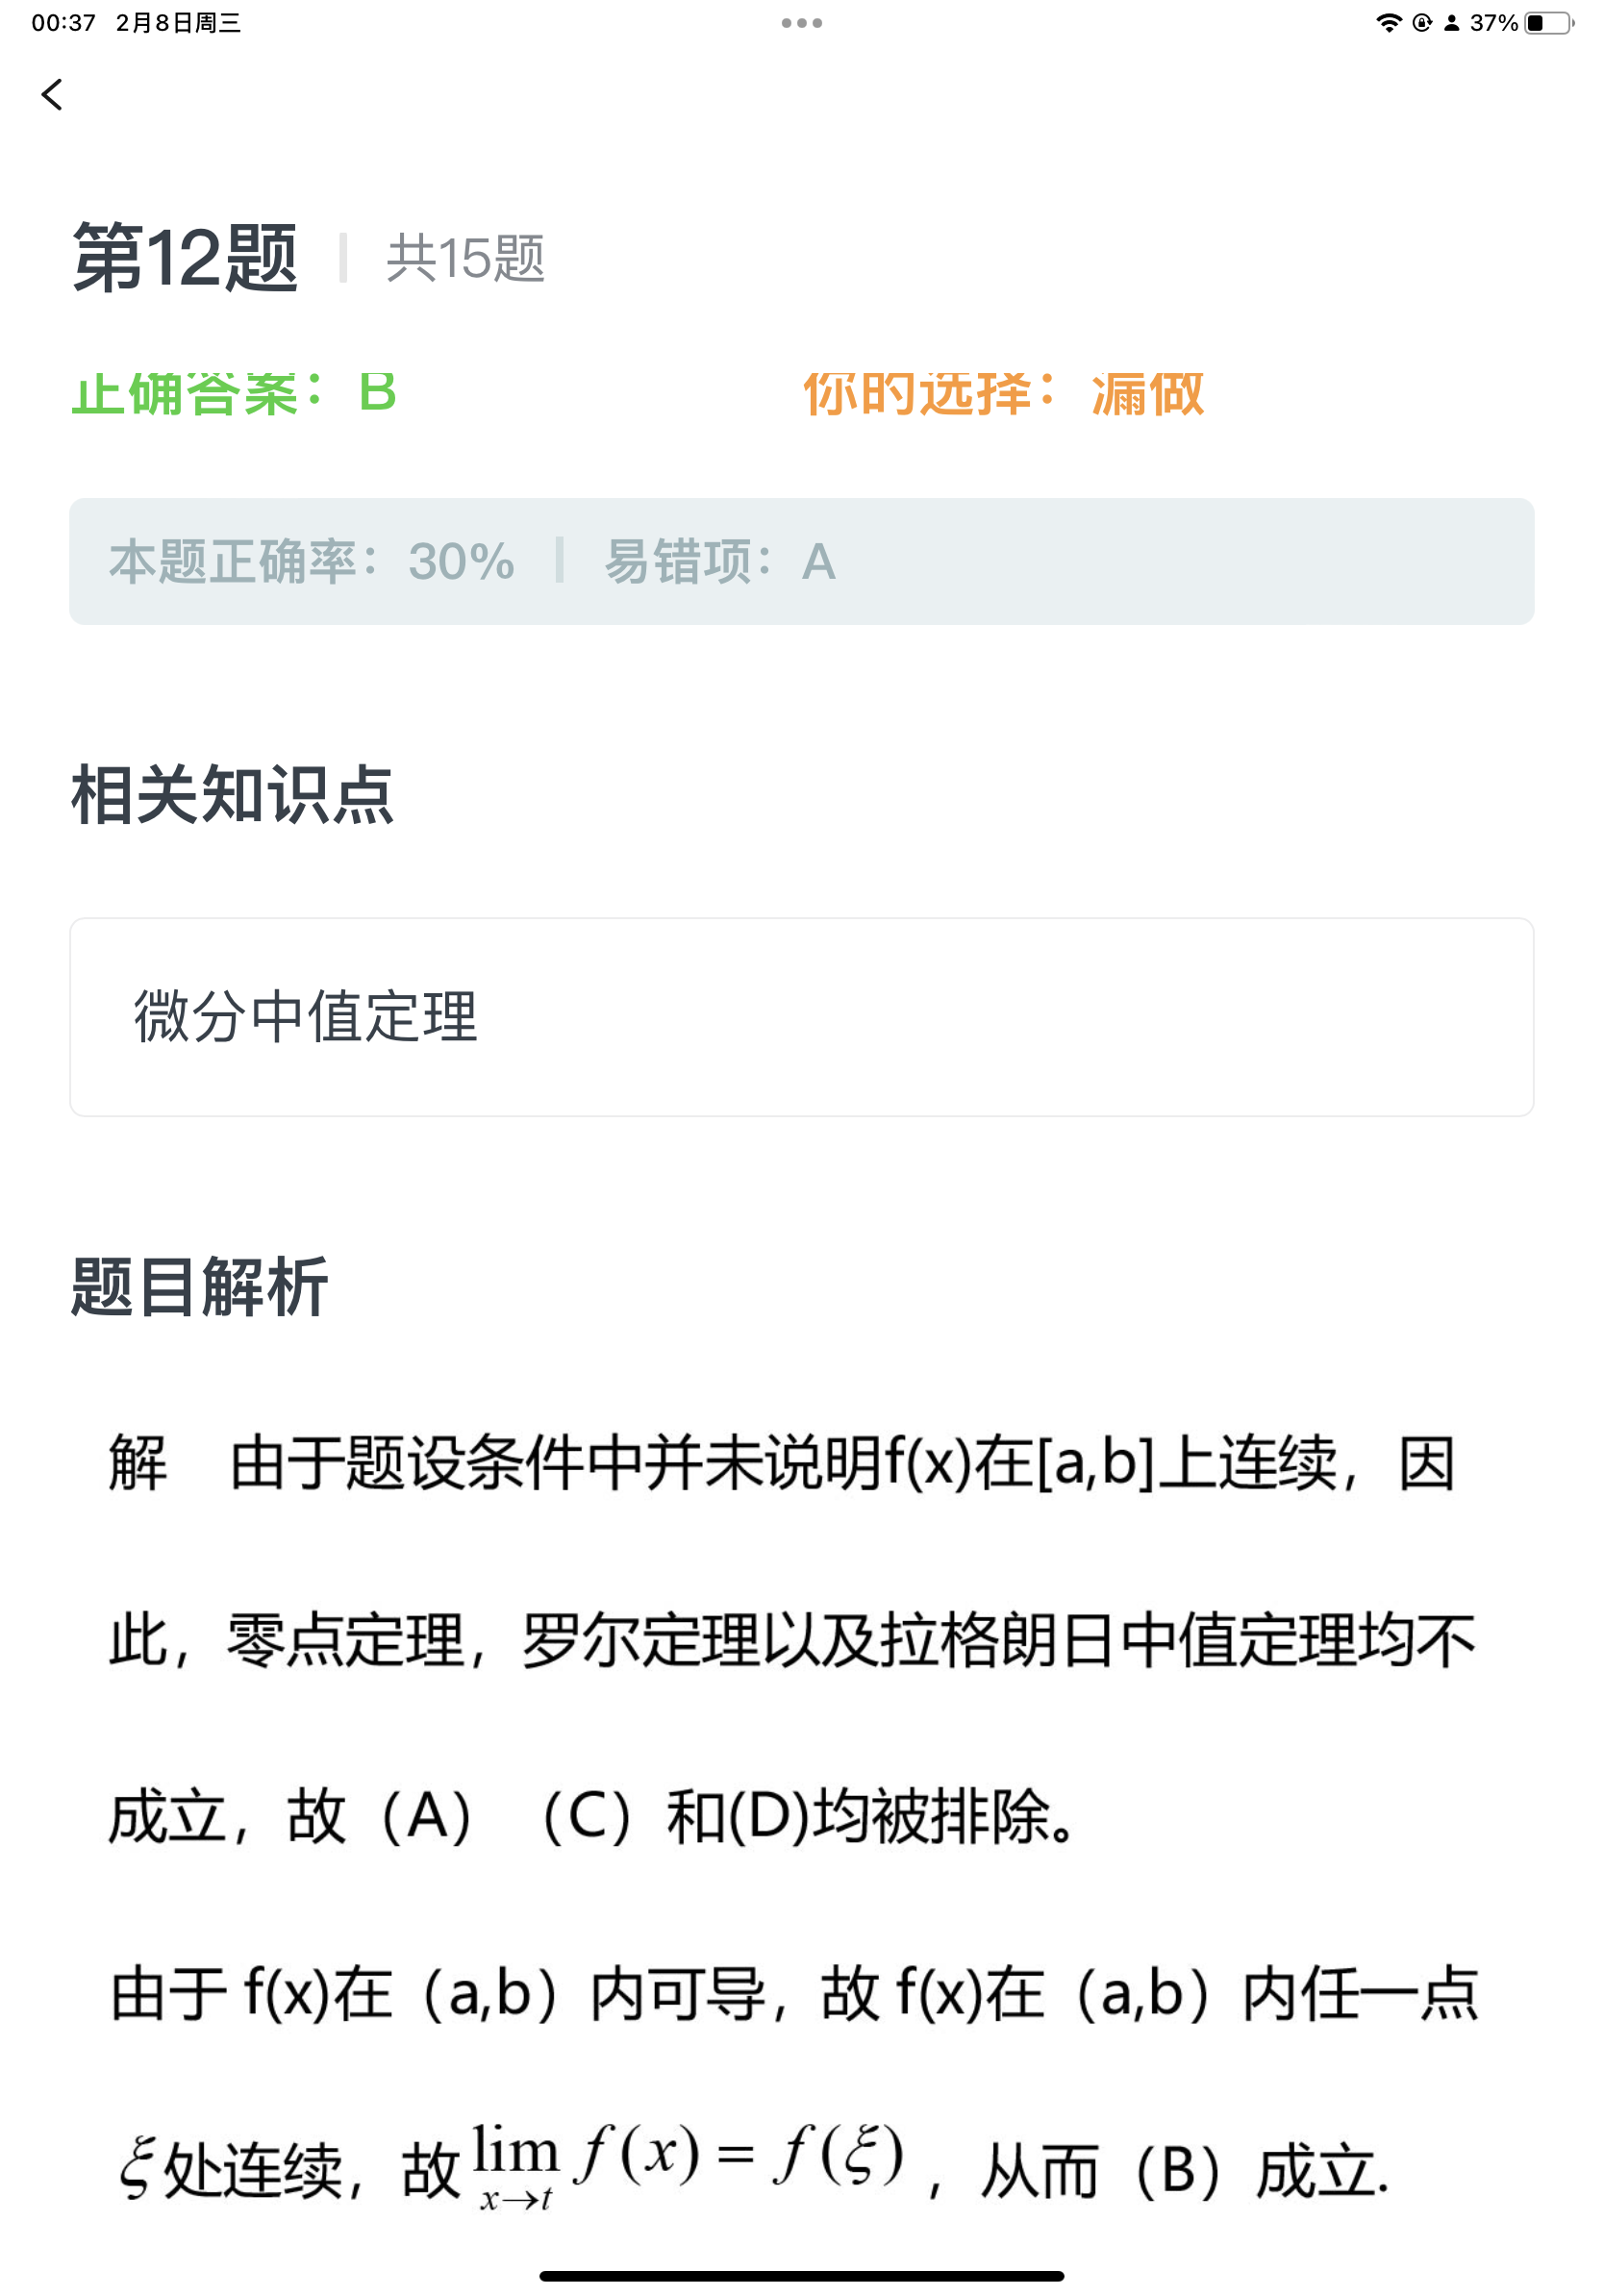 00:37 2月8日周三
37%
第12题 共15题
正确答案：B 你的选择：漏做
本题正确率：30% 易错项：A
相关知识点
微分中值定理
题目解析
解 由于题设条件中并未说明f(x)在[a,b]上连续，因
此，零点定理，罗尔定理以及拉格朗日中值定理均不
成立，故（A）（C）和(D)均被排除。
由于 f(x)在（a,b）内可导，故 f(x)在（a,b）内任一点
ξ处连续，故 lim x→t f(x) = f(ξ)，从而（B）成立.